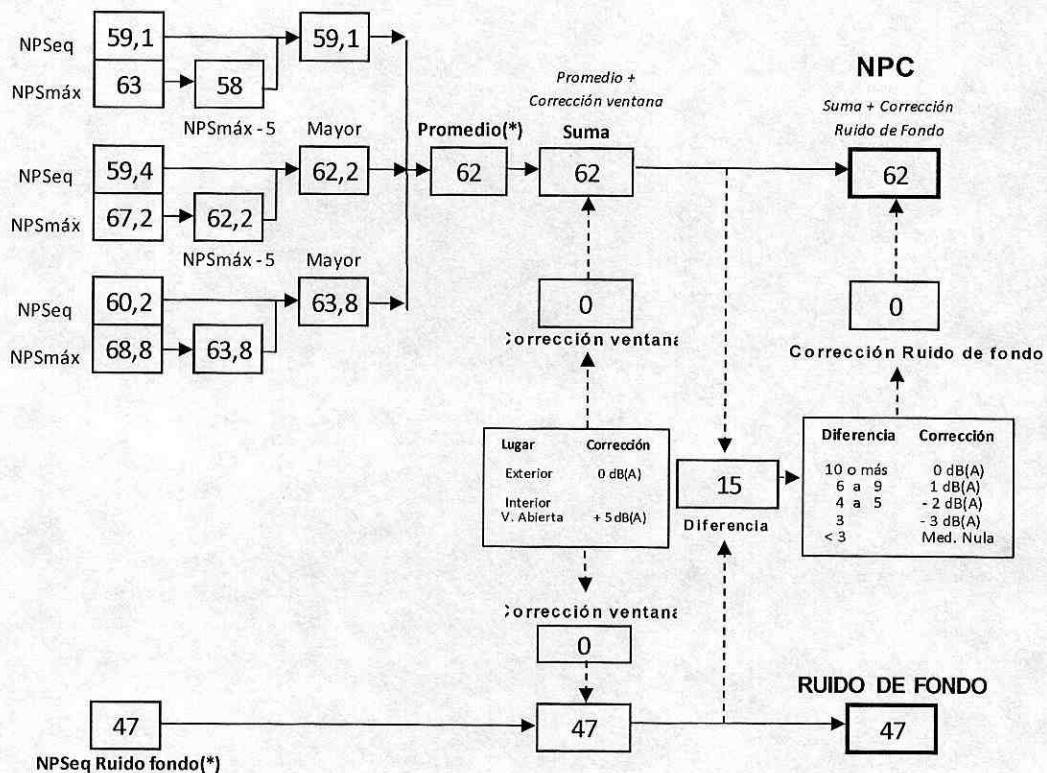 NPSeq 59,1 59,1
NPSmáx 63 58
NPSmáx - 5 Mayor
NPSeq 59,4 62,2
NPSmáx 67,2 62,2
NPSmáx - 5 Mayor
NPSeq 60,2 63,8
NPSmáx 68,8 63,8
Promedio(*)
62
Promedio +
Corrección ventana
Suma
62
0
orrección ventana
NPC
Suma + Corrección
Ruido de Fondo
62
0
Corrección Ruido de fondo
Lugar Corrección
Exterior 0 dB(A)
Interior
V. Abierta + 5 dB(A)
15
Diferencia
Diferencia Corrección
10 o más 0 dB(A)
6 a 9 1 dB(A)
4 a 5 - 2 dB(A)
3 - 3 dB(A)
< 3 Med. Nula
orrección ventana
0
47
NPSeq Ruido fondo(*)
47
RUIDO DE FONDO
47